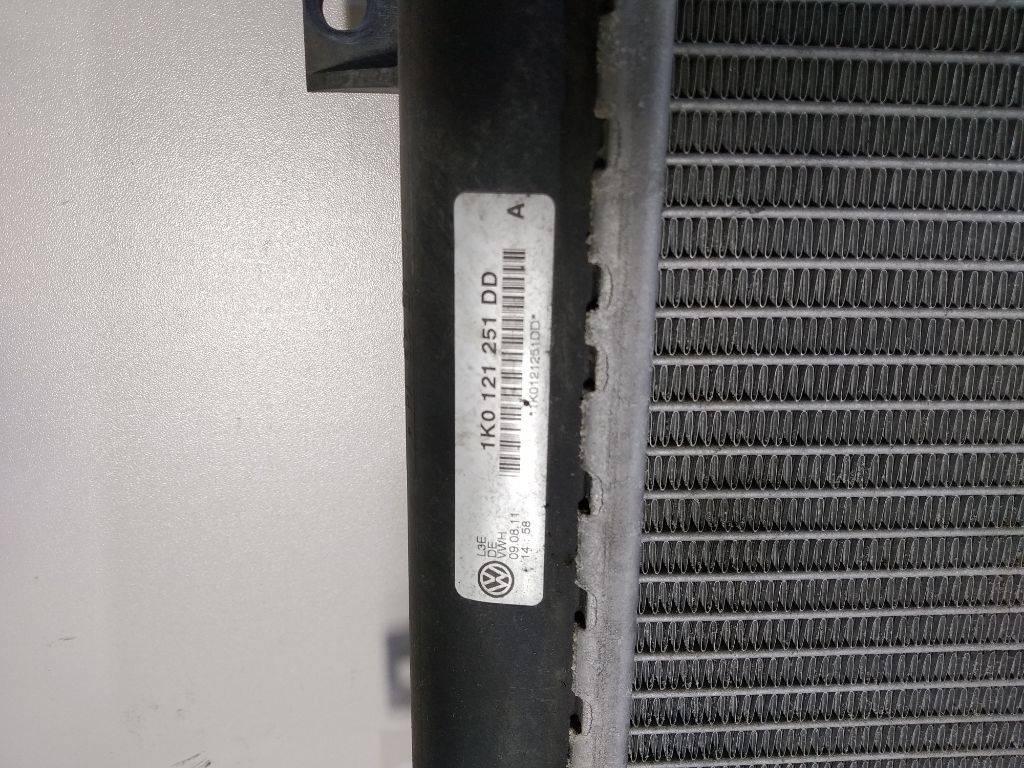 A
1K0 121 251 DD
*1K0121251DD*
L3E
DE
VWH
09.08.11
14 : 58